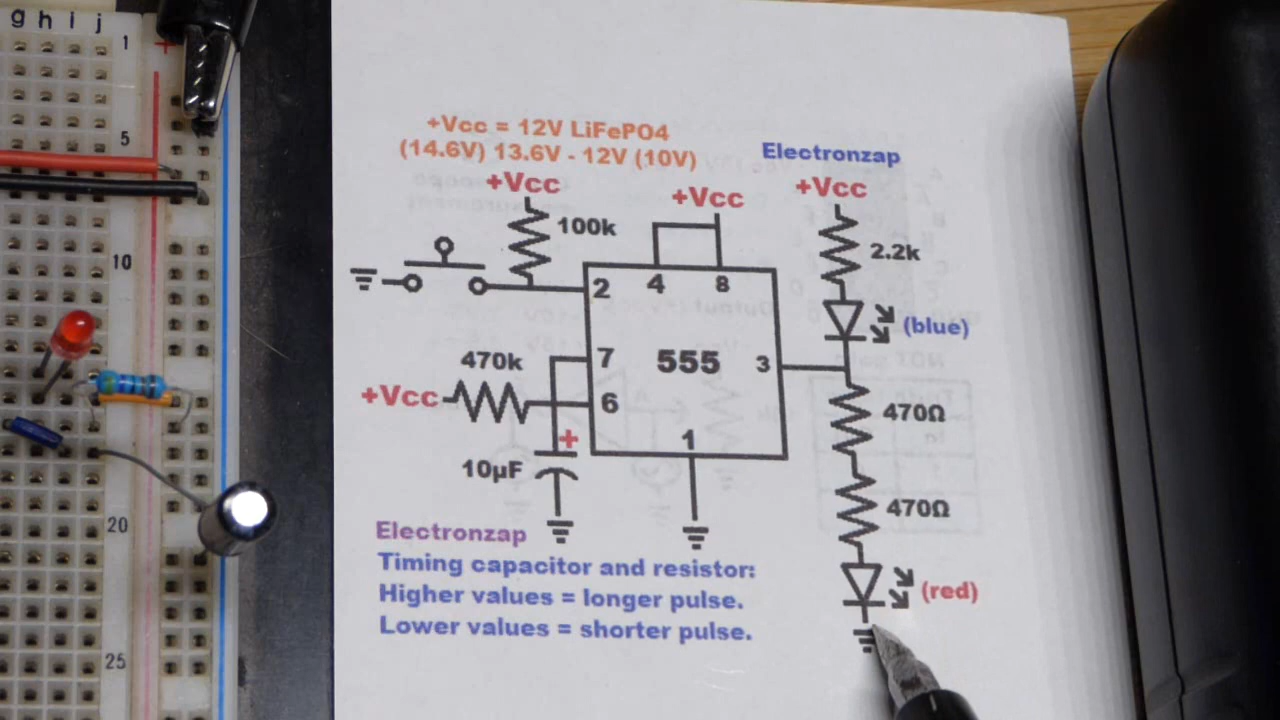 g h i j
1
+
5
10
20
25
+Vcc = 12V LiFePO4
(14.6V) 13.6V - 12V (10V)
Electronzap
+Vcc
+Vcc
+Vcc
100k
2.2k
2
4
8
(blue)
470k
7
555
3
+Vcc
6
470Ω
+
1
10µF
470Ω
Electronzap
Timing capacitor and resistor:
Higher values = longer pulse.
Lower values = shorter pulse.
(red)